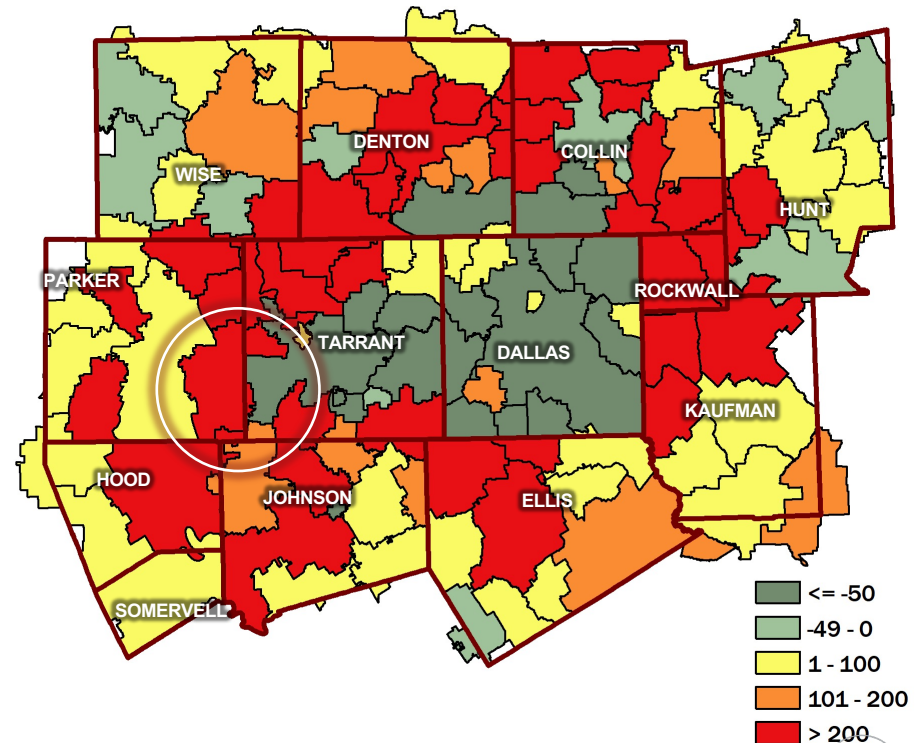 DENTON
COLLIN
WISE
HUNT
PARKER
ROCKWALL
TARRANT
DALLAS
KAUFMAN
HOOD
JOHNSON
ELLIS
SOMERVELL
<= -50
-49 - 0
1 - 100
101 - 200
> 200